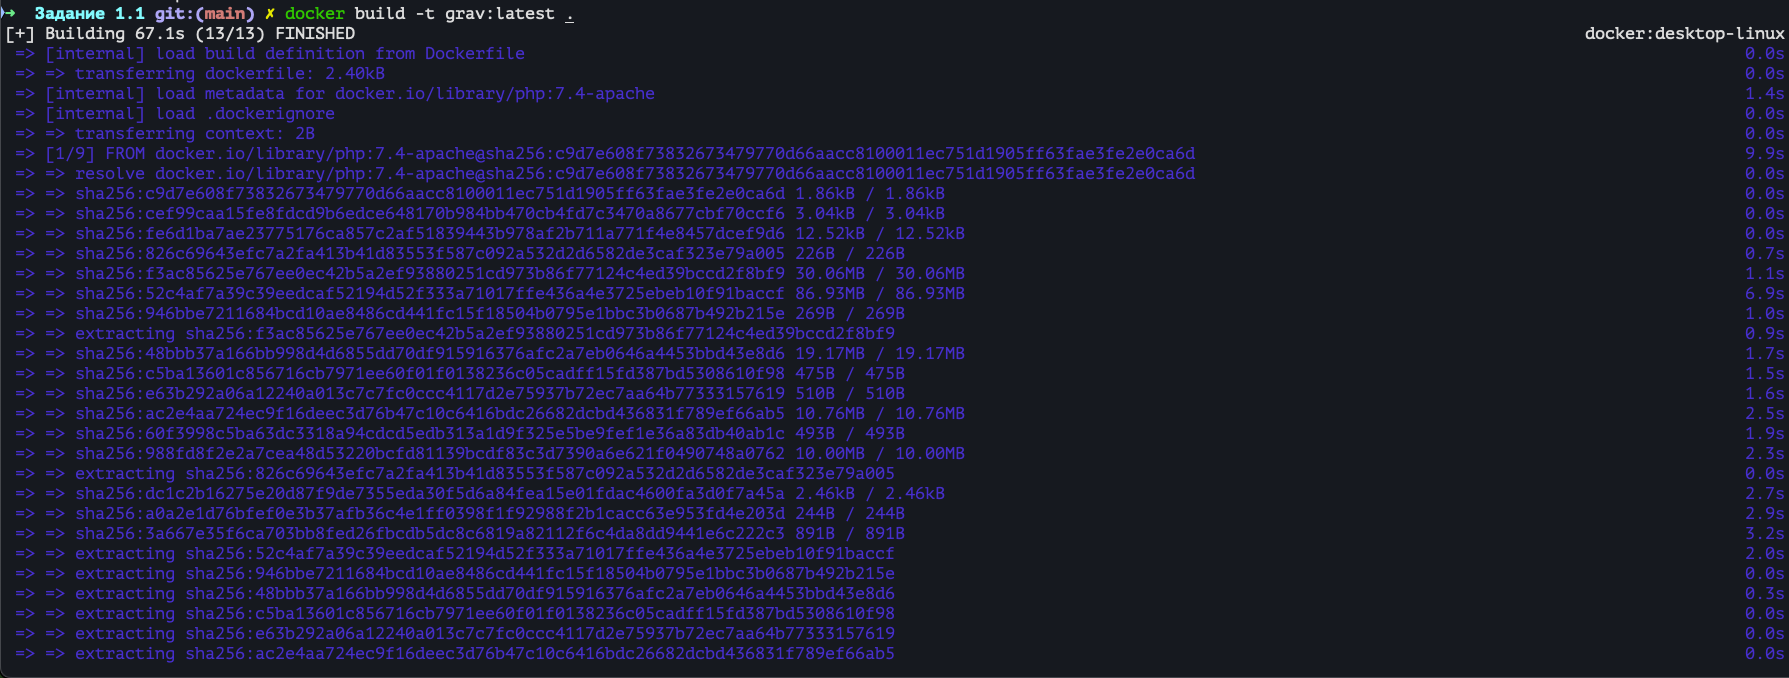 ➜  Задание 1.1 git:(main) ✗ docker build -t grav:latest .
[+] Building 67.1s (13/13) FINISHED docker:desktop-linux
=> [internal] load build definition from Dockerfile 0.0s
=> => transferring dockerfile: 2.40kB 0.0s
=> [internal] load metadata for docker.io/library/php:7.4-apache 1.4s
=> [internal] load .dockerignore 0.0s
=> => transferring context: 2B 0.0s
=> [1/9] FROM docker.io/library/php:7.4-apache@sha256:c9d7e608f73832673479770d66aacc8100011ec751d1905ff63fae3fe2e0ca6d 9.9s
=> => resolve docker.io/library/php:7.4-apache@sha256:c9d7e608f73832673479770d66aacc8100011ec751d1905ff63fae3fe2e0ca6d 0.0s
=> => sha256:c9d7e608f73832673479770d66aacc8100011ec751d1905ff63fae3fe2e0ca6d 1.86kB / 1.86kB 0.0s
=> => sha256:cef99caa15fe8fdcd9b6edce648170b984bb470cb4fd7c3470a8677cbf70ccf6 3.04kB / 3.04kB 0.0s
=> => sha256:fe6d1ba7ae23775176ca857c2af51839443b978af2b711a771f4e8457dcef9d6 12.52kB / 12.52kB 0.0s
=> => sha256:826c69643efc7a2fa413b41d83553f587c092a532d2d6582de3caf323e79a005 226B / 226B 0.7s
=> => sha256:f3ac85625e767ee0ec42b5a2ef93880251cd973b86f77124c4ed39bccd2f8bf9 30.06MB / 30.06MB 1.1s
=> => sha256:52c4af7a39c39eedcaf52194d52f333a71017ffe436a4e3725ebeb10f91baccf 86.93MB / 86.93MB 6.9s
=> => sha256:946bbe7211684bcd10ae8486cd441fc15f18504b0795e1bbc3b0687b492b215e 269B / 269B 1.0s
=> => extracting sha256:f3ac85625e767ee0ec42b5a2ef93880251cd973b86f77124c4ed39bccd2f8bf9 0.9s
=> => sha256:48bbb37a166bb998d4d6855dd70df915916376afc2a7eb0646a4453bbd43e8d6 19.17MB / 19.17MB 1.7s
=> => sha256:c5ba13601c856716cb7971ee60f01f0138236c05cadff15fd387bd5308610f98 475B / 475B 1.5s
=> => sha256:e63b292a06a12240a013c7c7fc0ccc4117d2e75937b72ec7aa64b77333157619 510B / 510B 1.6s
=> => sha256:ac2e4aa724ec9f16deec3d76b47c10c6416bdc26682dcbd436831f789ef66ab5 10.76MB / 10.76MB 2.5s
=> => sha256:60f3998c5ba63dc3318a94cdcd5edb313a1d9f325e5be9fef1e36a83db40ab1c 493B / 493B 1.9s
=> => sha256:988fd8f2e2a7cea48d53220bcfd81139bcdf83c3d7390a6e621f0490748a0762 10.00MB / 10.00MB 2.3s
=> => extracting sha256:826c69643efc7a2fa413b41d83553f587c092a532d2d6582de3caf323e79a005 0.0s
=> => sha256:dc1c2b16275e20d87f9de7355eda30f5d6a84fea15e01fdac4600fa3d0f7a45a 2.46kB / 2.46kB 2.7s
=> => sha256:a0a2e1d76bfef0e3b37afb36c4e1ff0398f1f92988f2b1cacc63e953fd4e203d 244B / 244B 2.9s
=> => sha256:3a667e35f6ca703bb8fed26fbcdb5dc8c6819a82112f6c4da8dd9441e6c222c3 891B / 891B 3.2s
=> => extracting sha256:52c4af7a39c39eedcaf52194d52f333a71017ffe436a4e3725ebeb10f91baccf 2.0s
=> => extracting sha256:946bbe7211684bcd10ae8486cd441fc15f18504b0795e1bbc3b0687b492b215e 0.0s
=> => extracting sha256:48bbb37a166bb998d4d6855dd70df915916376afc2a7eb0646a4453bbd43e8d6 0.3s
=> => extracting sha256:c5ba13601c856716cb7971ee60f01f0138236c05cadff15fd387bd5308610f98 0.0s
=> => extracting sha256:e63b292a06a12240a013c7c7fc0ccc4117d2e75937b72ec7aa64b77333157619 0.0s
=> => extracting sha256:ac2e4aa724ec9f16deec3d76b47c10c6416bdc26682dcbd436831f789ef66ab5 0.0s